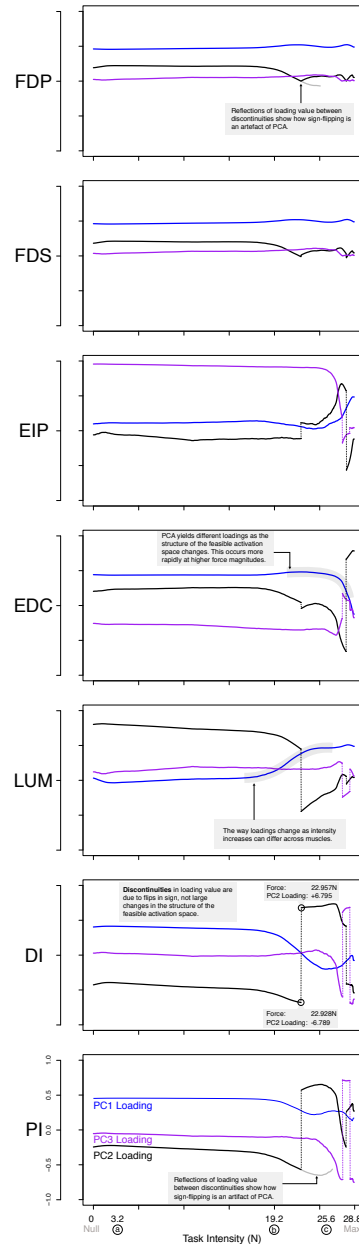 FDP
Reflections of loading value between
discontinuities show how sign-flipping is
an artefact of PCA.
FDS
EIP
PCA yields different loadings as the
structure of the feasible activation
space changes. This occurs more
rapidly at higher force magnitudes.
EDC
LUM
The way loadings change as intensity
increases can differ across muscles.
Discontinuities in loading value are
due to flips in sign, not large
changes in the structure of the
feasible activation space.
Force: 22.957N
PC2 Loading: +6.795
DI
Force: 22.928N
PC2 Loading: -6.789
1.0
0.5
0.0
-0.5
-1.0
PI
PC1 Loading
PC3 Loading
PC2 Loading
Reflections of loading value
between discontinuities show how
sign-flipping is an artifact of PCA.
0 3.2 19.2 25.6 28.8
Null a b c Max
Task Intensity (N)